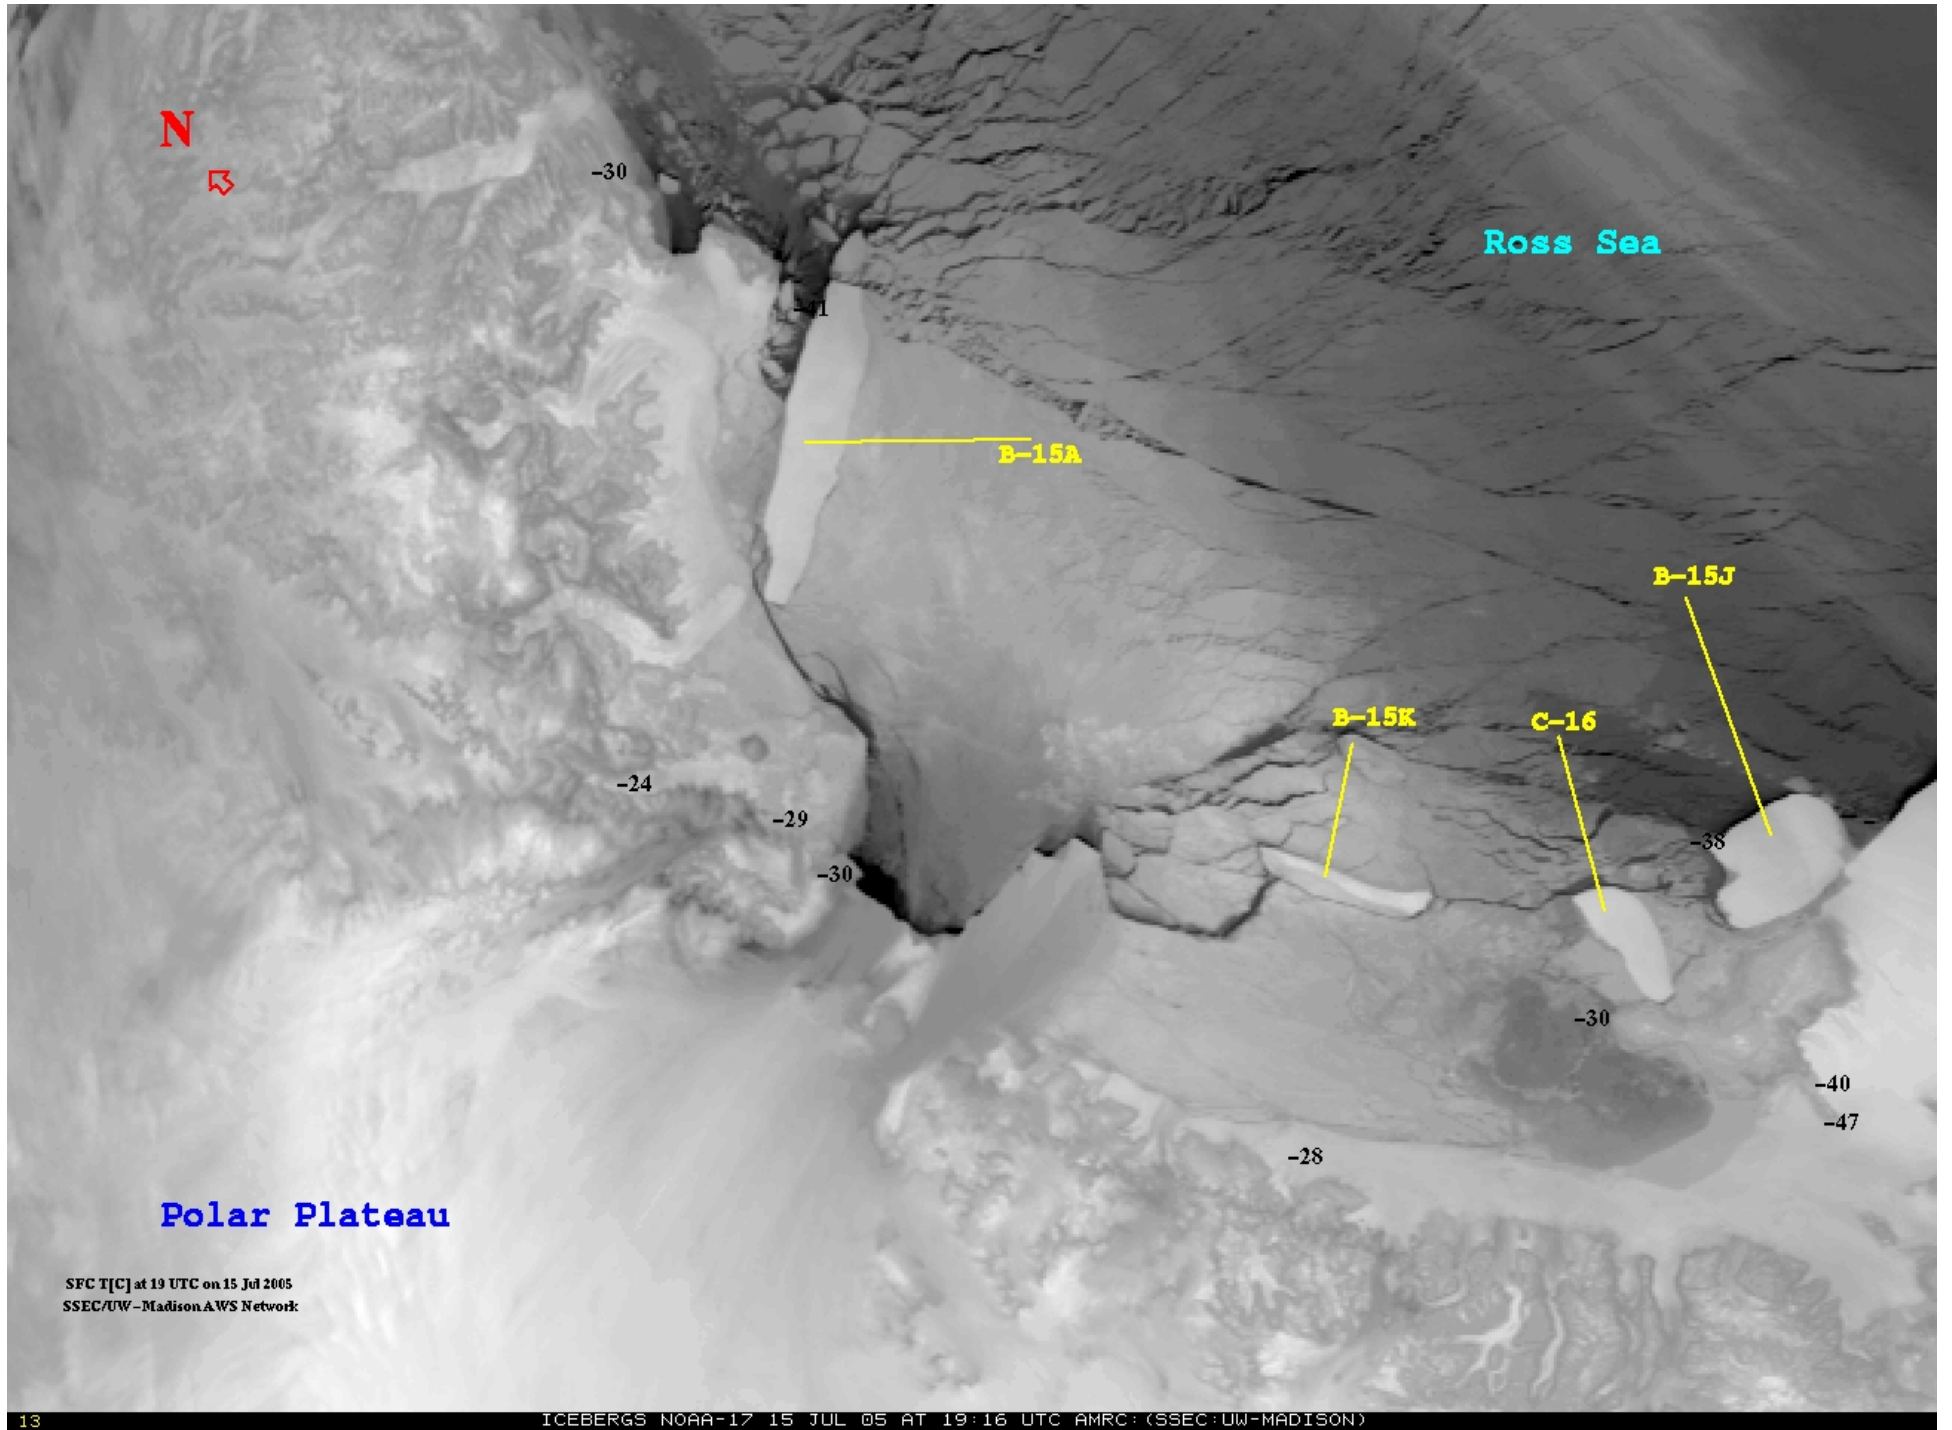 N
-30
Ross Sea
-41
B-15A
B-15J
B-15K
C-16
-24
-29
-38
-30
-30
-40
-47
-28
Polar Plateau
SFC T[C] at 19 UTC on 15 Jul 2005
SSEC/UW-Madison AWS Network
13
ICEBERGS NOAA-17 15 JUL 05 AT 19:16 UTC AMRC:(SSEC:UW-MADISON)